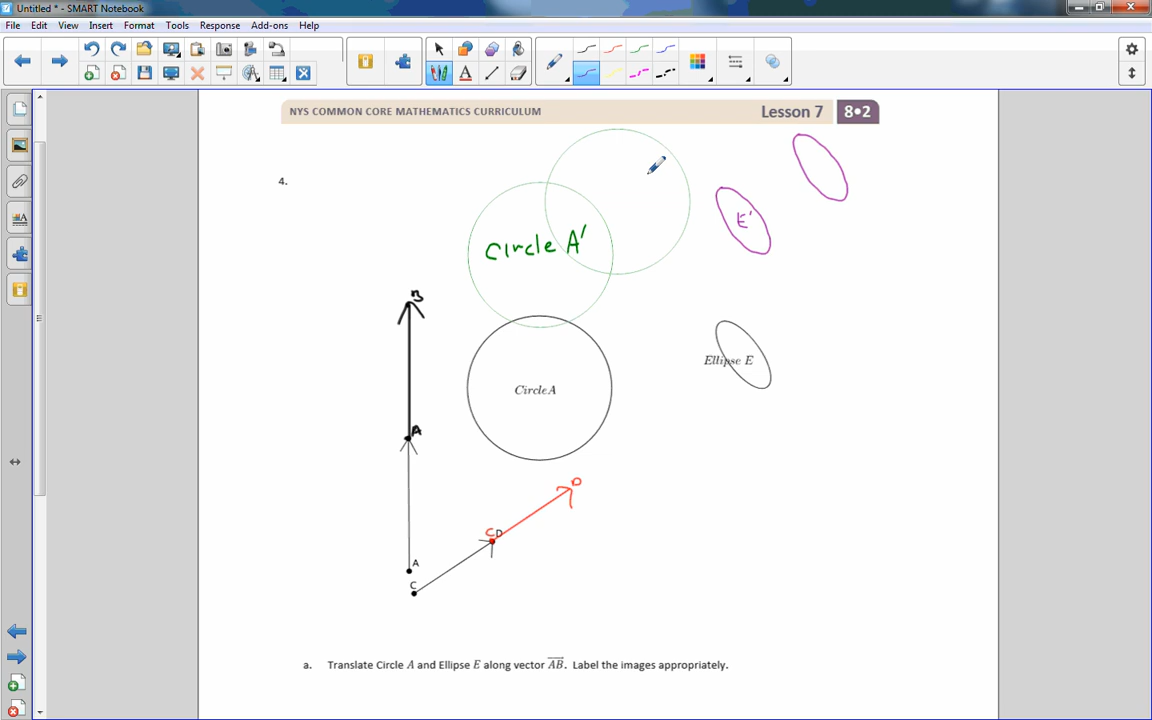 Untitled * - SMART Notebook
File Edit View Insert Format Tools Response Add-ons Help
NYS COMMON CORE MATHEMATICS CURRICULUM Lesson 7 8•2
4.
E'
Circle A'
B
Ellipse E
Circle A
A
D
C D
A
C
a. Translate Circle A and Ellipse E along vector AB. Label the images appropriately.